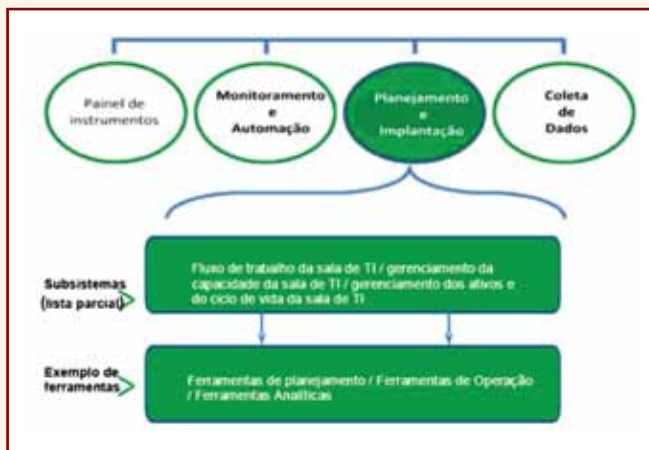 Painel de
instrumentos
Monitoramento
e
Automação
Planejamento
e
Implantação
Coleta
de
Dados
Subsistemas
(lista parcial)
Fluxo de trabalho da sala de TI / gerenciamento da
capacidade da sala de TI / gerenciamento dos ativos e
do ciclo de vida da sala de TI
Exemplo de
ferramentas
Ferramentas de planejamento / Ferramentas de Operação
/ Ferramentas Analíticas